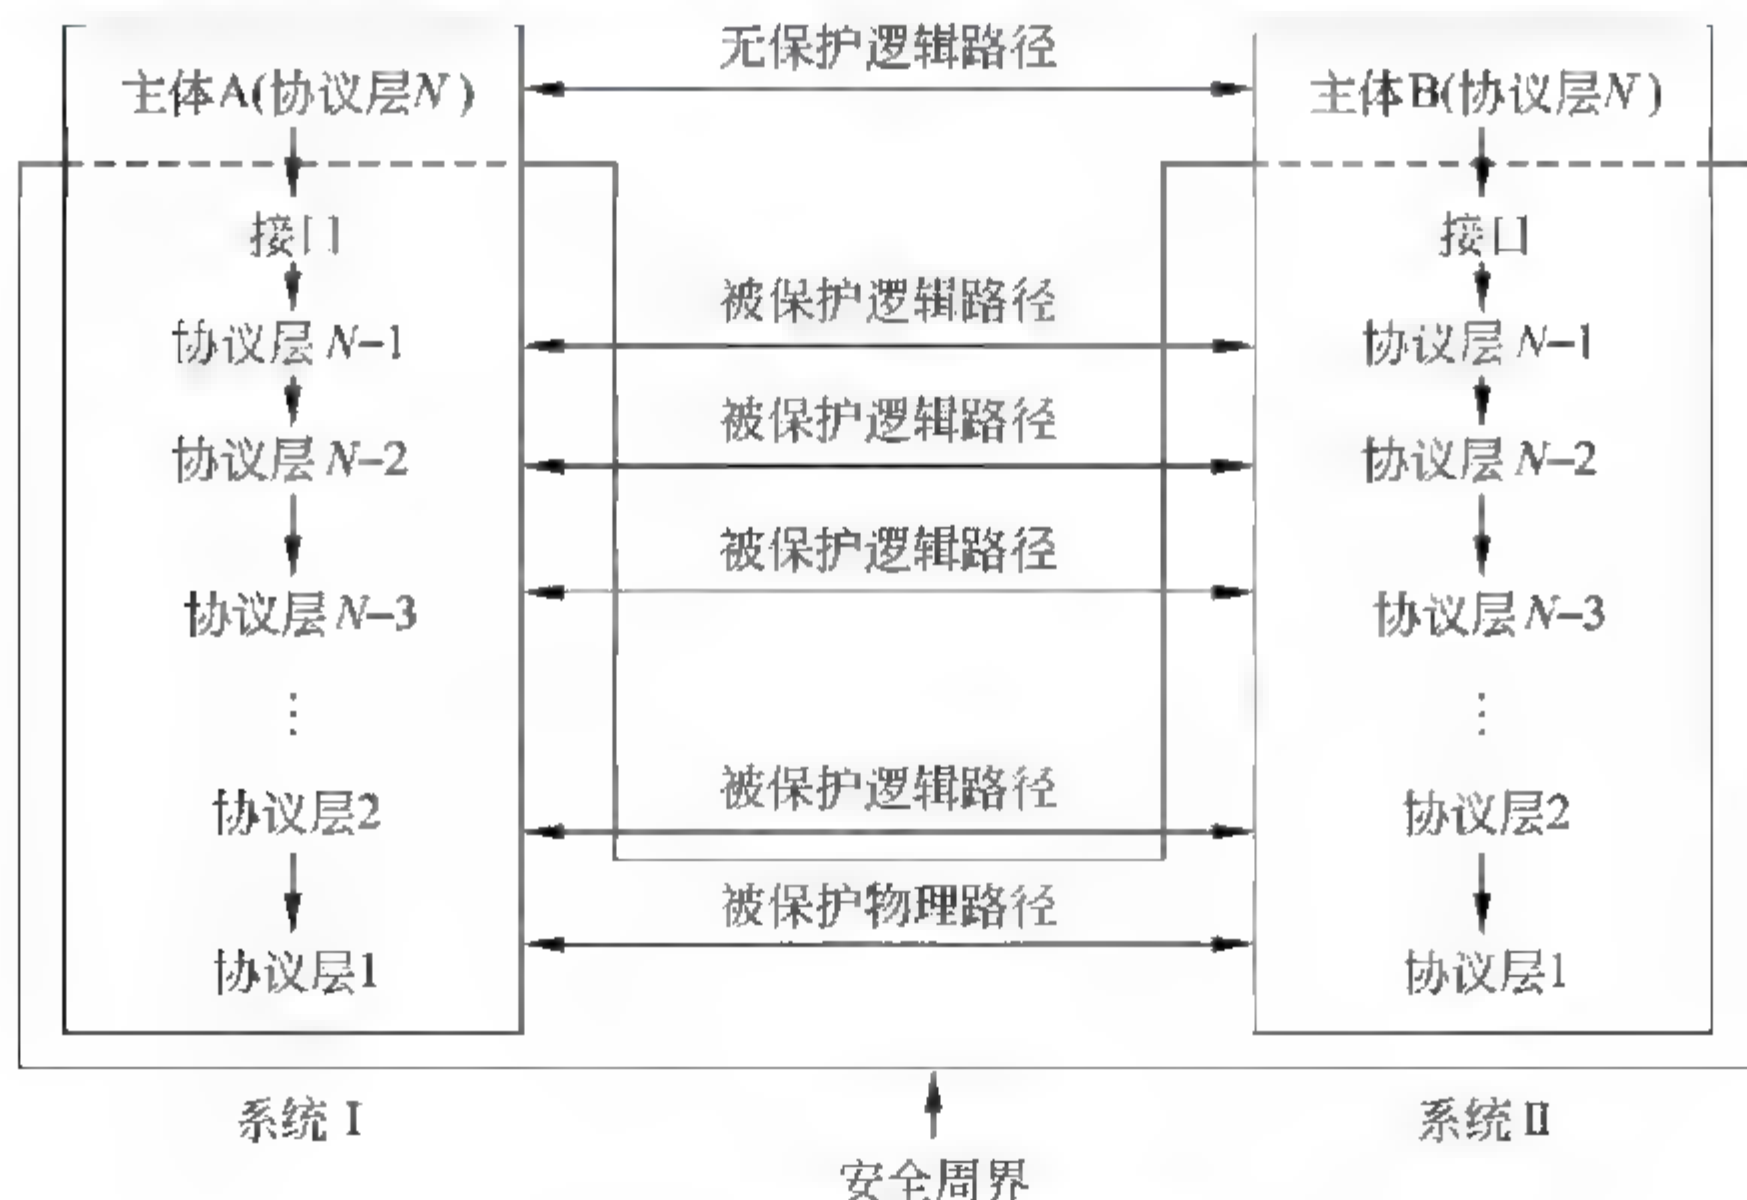 无保护逻辑路径
主体A(协议层N)
主体B(协议层N)
接口
接口
被保护逻辑路径
协议层N-1
协议层N-1
被保护逻辑路径
协议层N-2
协议层N-2
被保护逻辑路径
协议层N-3
协议层N-3
⋮
⋮
被保护逻辑路径
协议层2
协议层2
被保护物理路径
协议层1
协议层1
系统Ⅰ
系统Ⅱ
安全周界